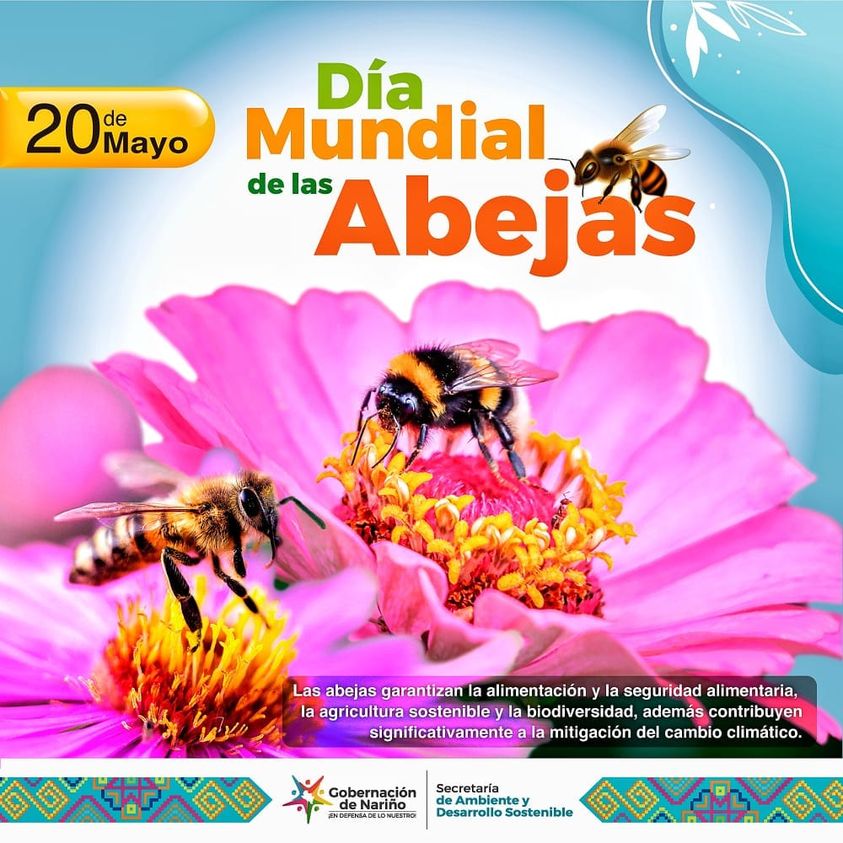 20 de Mayo
Día
Mundial
de las
Abejas
Las abejas garantizan la alimentación y la seguridad alimentaria,
la agricultura sostenible y la biodiversidad, además contribuyen
significativamente a la mitigación del cambio climático.
Gobernación
de Nariño
¡EN DEFENSA DE LO NUESTRO!
Secretaría
de Ambiente y
Desarrollo Sostenible